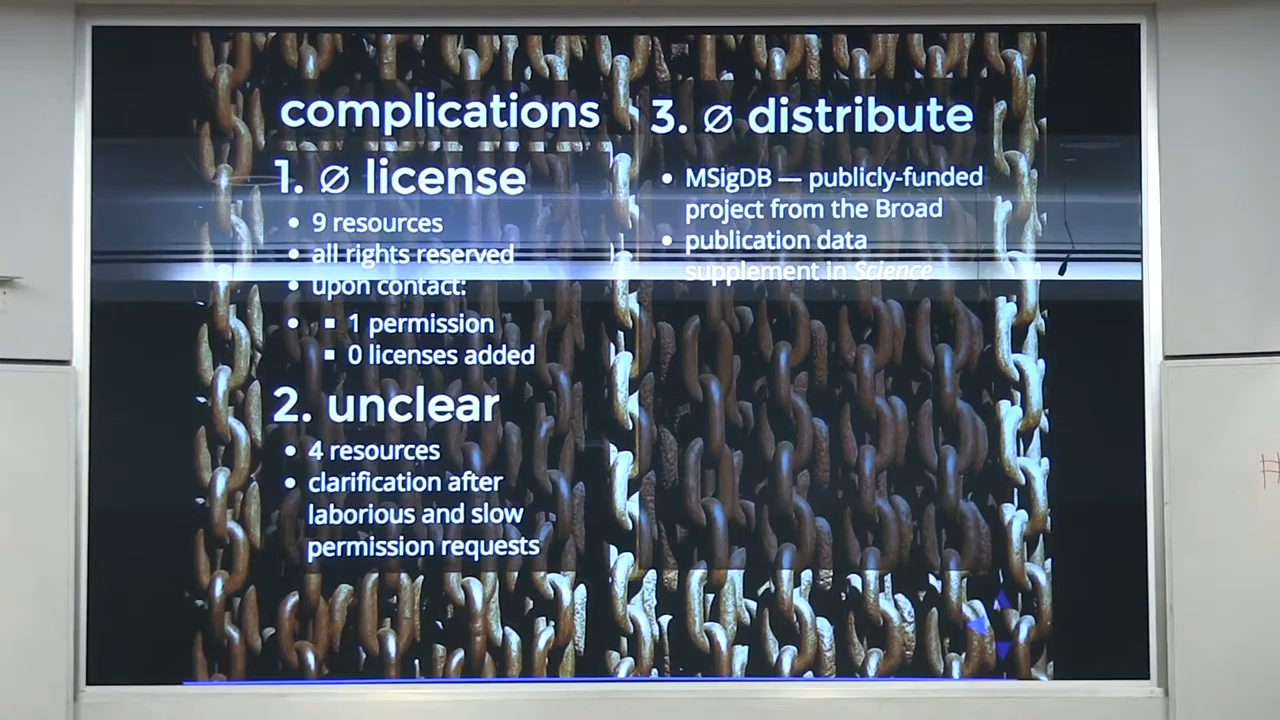 complications
1. ∅ license
• 9 resources
• all rights reserved
• upon contact:
• ▪ 1 permission
▪ 0 licenses added
2. unclear
• 4 resources
• clarification after
laborious and slow
permission requests
3. ∅ distribute
• MSigDB — publicly-funded
project from the Broad
• publication data
supplement in Science